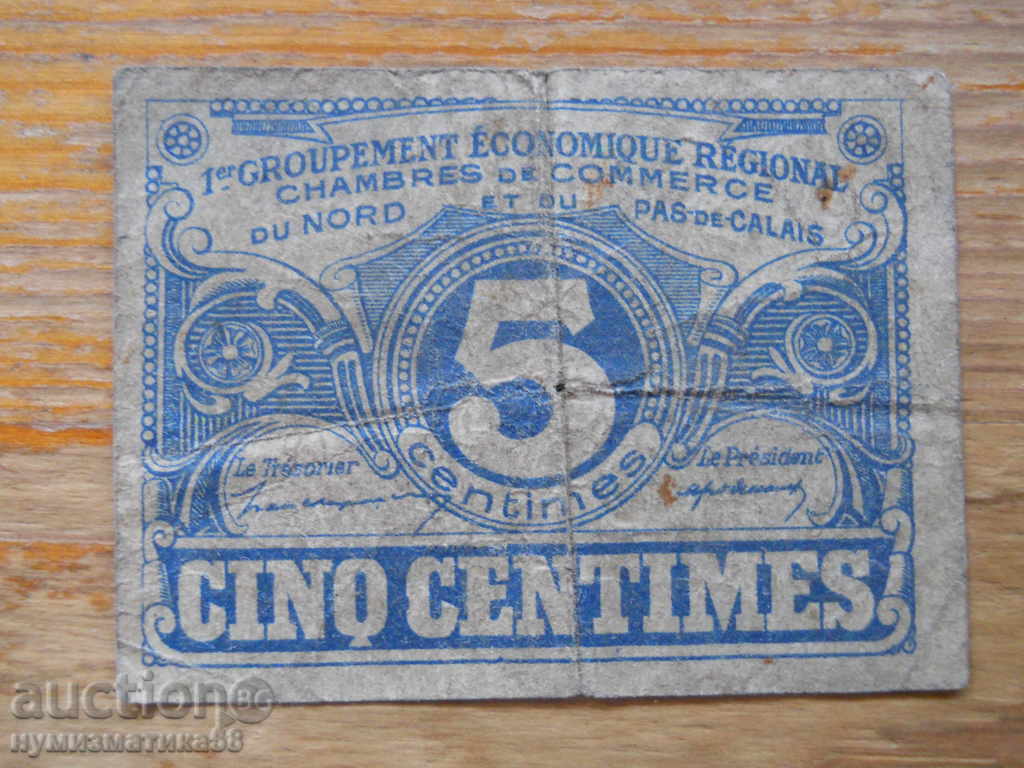 1er GROUPEMENT ÉCONOMIQUE RÉGIONAL
CHAMBRES DE COMMERCE
DU NORD ET DU PAS-DE-CALAIS
5
centimes
Le Trésorier
Le Président
CINQ CENTIMES
auction BG
нумизматика88